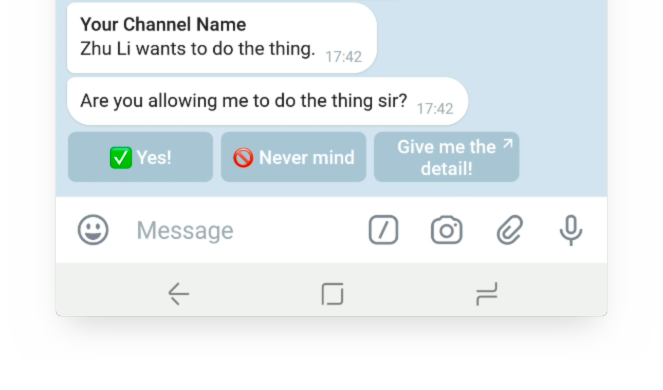 Your Channel Name
Zhu Li wants to do the thing. 17:42
Are you allowing me to do the thing sir? 17:42
✅ Yes! 🚫 Never mind Give me the
detail!
Message